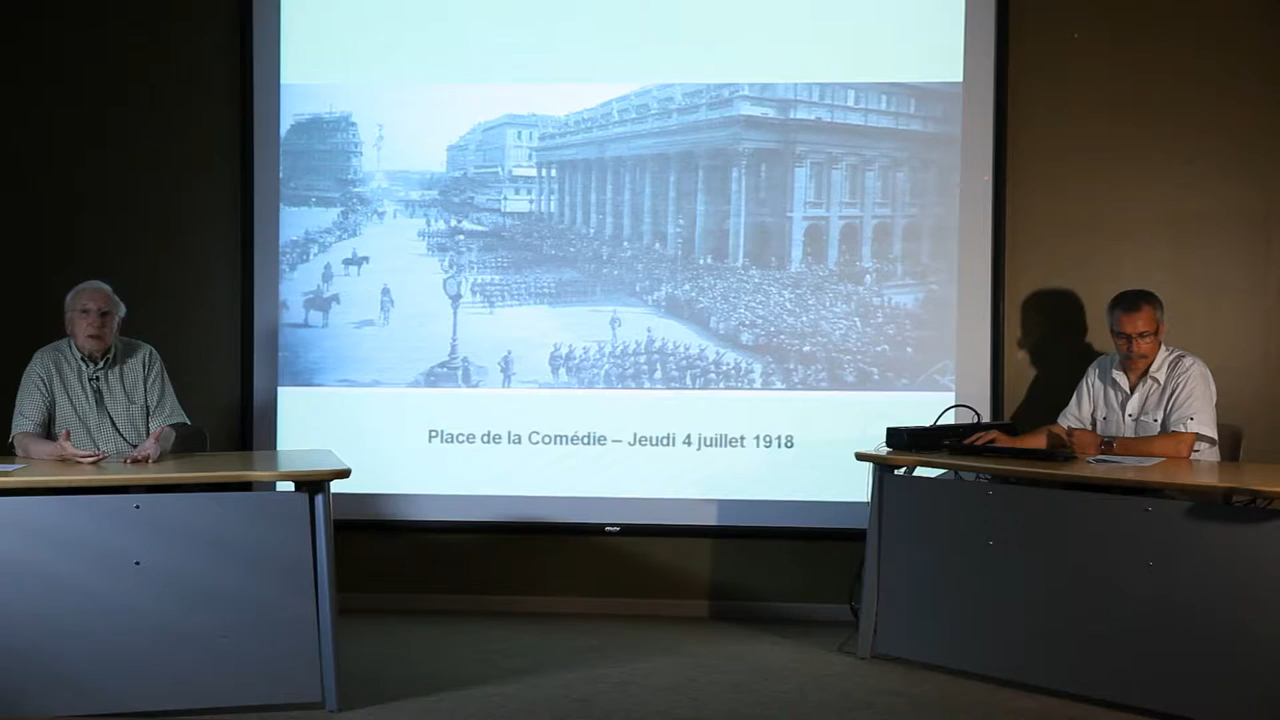 Place de la Comédie – Jeudi 4 juillet 1918